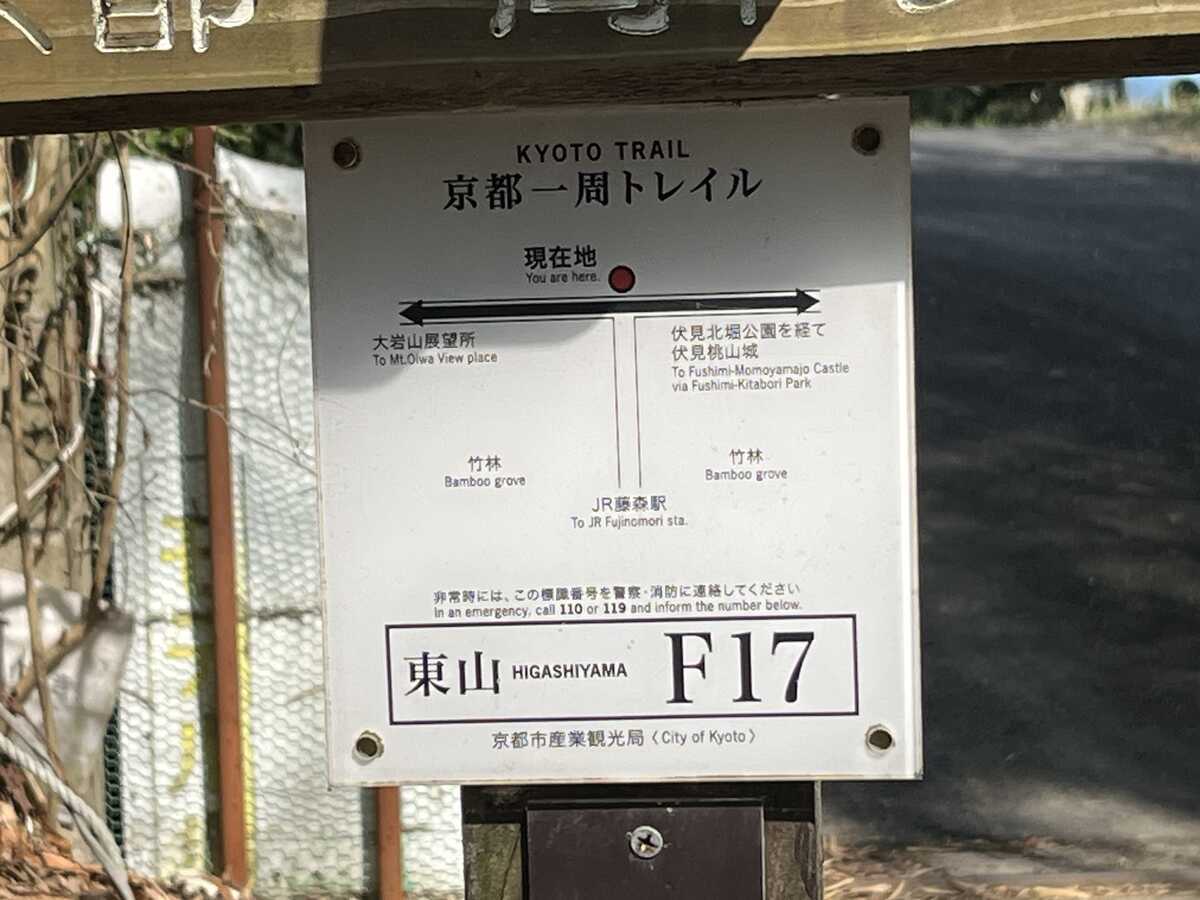 KYOTO TRAIL
京都一周トレイル
現在地
You are here.
大岩山展望所
To Mt.Oiwa View place
伏見北堀公園を経て
伏見桃山城
To Fushimi-Momoyamajo Castle
via Fushimi-Kitabori Park
竹林
Bamboo grove
竹林
Bamboo grove
JR藤森駅
To JR Fujinomori sta.
非常時には、この標識番号を警察・消防に連絡してください
In an emergency, call 110 or 119 and inform the number below.
東山 HIGASHIYAMA F17
京都市産業観光局〈City of Kyoto〉